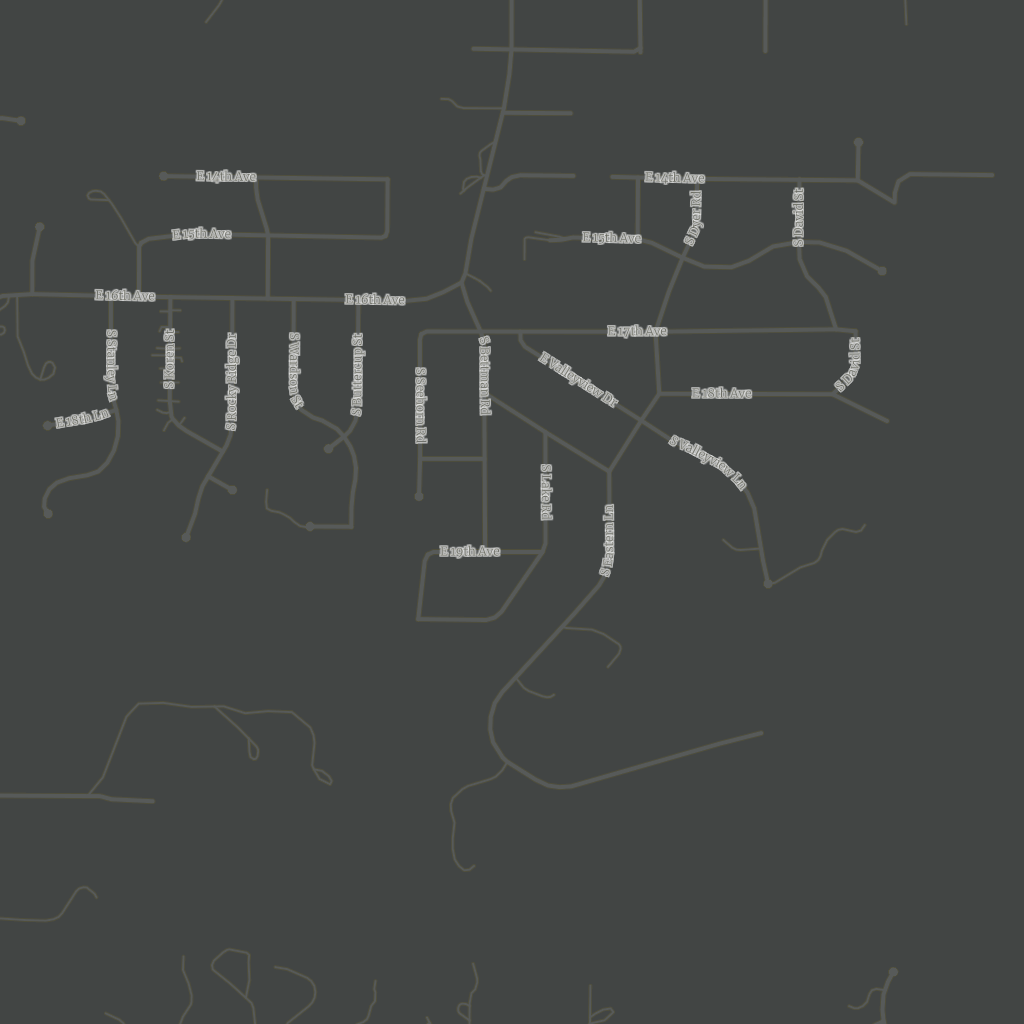 E 14th Ave
E 14th Ave
S Dyer Rd
S David St
E 15th Ave
E 15th Ave
E 16th Ave
E 16th Ave
E 17th Ave
S Stanley Ln
S Koren St
S Rocky Ridge Dr
S Woodson St
S Buttercup St
S Seeborn Rd
S Bettman Rd
E Valleyview Dr
S David St
E 18th Ave
E 18th Ln
S Valleyview Ln
S Lake Rd
S Eastern Ln
E 19th Ave